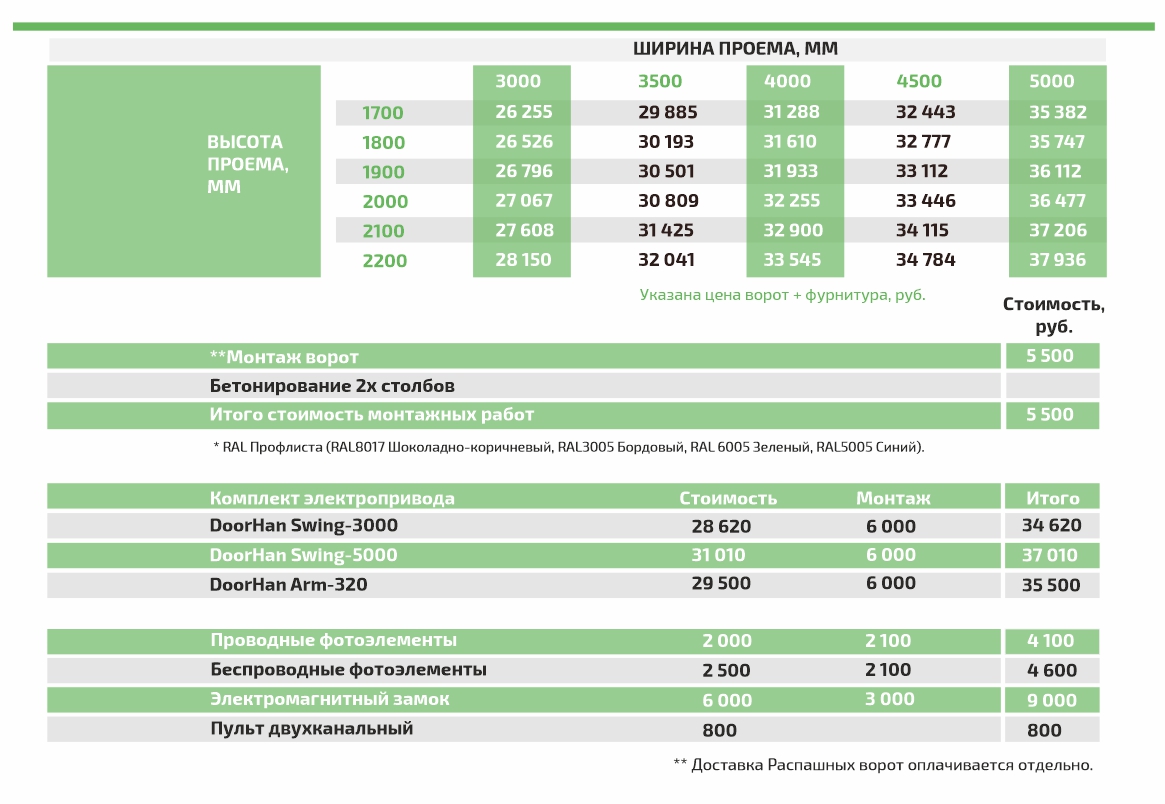 ШИРИНА ПРОЕМА, ММ
3000 3500 4000 4500 5000
ВЫСОТА ПРОЕМА, ММ
1700 26 255 29 885 31 288 32 443 35 382
1800 26 526 30 193 31 610 32 777 35 747
1900 26 796 30 501 31 933 33 112 36 112
2000 27 067 30 809 32 255 33 446 36 477
2100 27 608 31 425 32 900 34 115 37 206
2200 28 150 32 041 33 545 34 784 37 936
Указана цена ворот + фурнитура, руб.
Стоимость,
руб.
**Монтаж ворот 5 500
Бетонирование 2х столбов
Итого стоимость монтажных работ 5 500
* RAL Профлиста (RAL8017 Шоколадно-коричневый, RAL3005 Бордовый, RAL 6005 Зеленый, RAL5005 Синий).
Комплект электропривода Стоимость Монтаж Итого
DoorHan Swing-3000 28 620 6 000 34 620
DoorHan Swing-5000 31 010 6 000 37 010
DoorHan Arm-320 29 500 6 000 35 500
Проводные фотоэлементы 2 000 2 100 4 100
Беспроводные фотоэлементы 2 500 2 100 4 600
Электромагнитный замок 6 000 3 000 9 000
Пульт двухканальный 800 800
** Доставка Распашных ворот оплачивается отдельно.